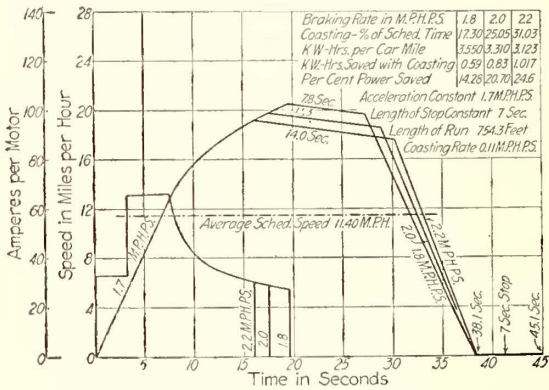 Braking Rate in M.P.H.P.S. 1.8 2.0 2.2
Coasting-% of Sched. Time 17.30 25.05 31.03
K.W-Hrs. per Car Mile 3.550 3.310 3.123
K.W.-Hrs. Saved with Coasting 0.59 0.83 1.017
Per Cent Power Saved 14.28 20.70 24.6
Acceleration Constant 1.7 M.P.H.P.S.
Length of Stop Constant 7 Sec.
Length of Run 754.3 Feet
Coasting Rate 0.11 M.P.H.P.S.
7.8 Sec.
11.3
14.0 Sec.
Average Sched. Speed 11.40 M.P.H.
1.7 M.P.H.P.S.
2.2 M.P.H.P.S.
2.0
1.8
2.2 M.P.H.P.S.
2.0
1.8 M.P.H.P.S.
38.1 Sec.
7 Sec. Stop
45.1 Sec.
Amperes per Motor
140
120
100
80
60
40
20
0
Speed in Miles per Hour
28
24
20
16
12
8
4
0
5 10 15 20 25 30 35 40 45
Time in Seconds